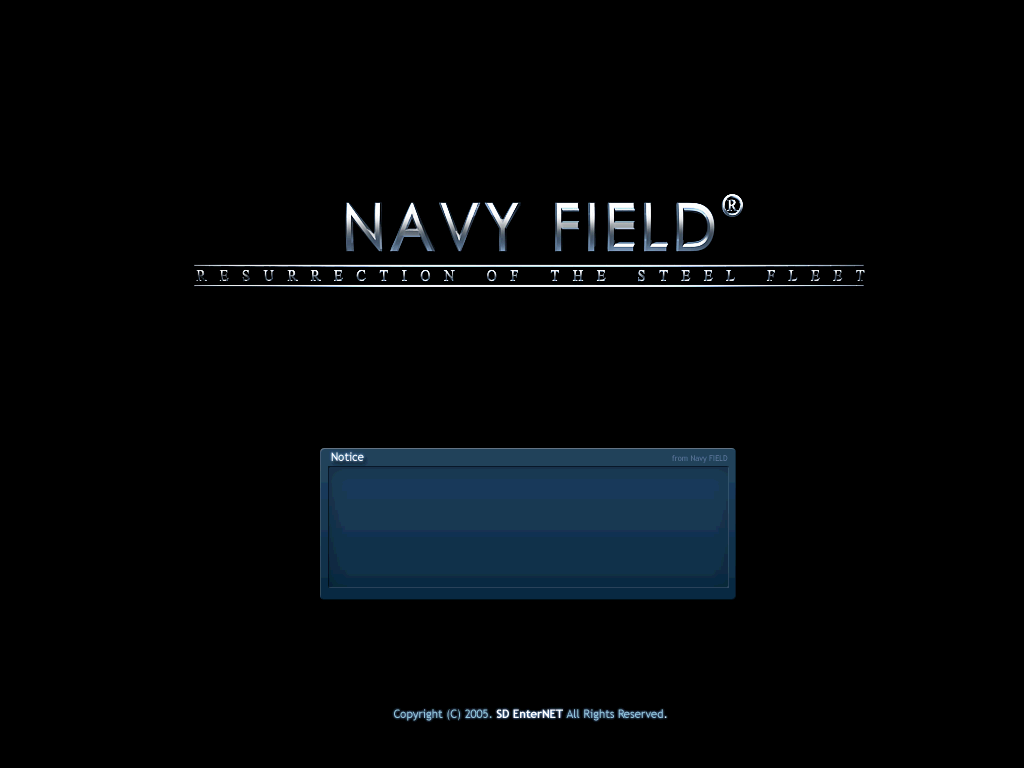 NAVY FIELD®
RESURRECTION OF THE STEEL FLEET
Notice
from Navy FIELD
Copyright (C) 2005. SD EnterNET All Rights Reserved.